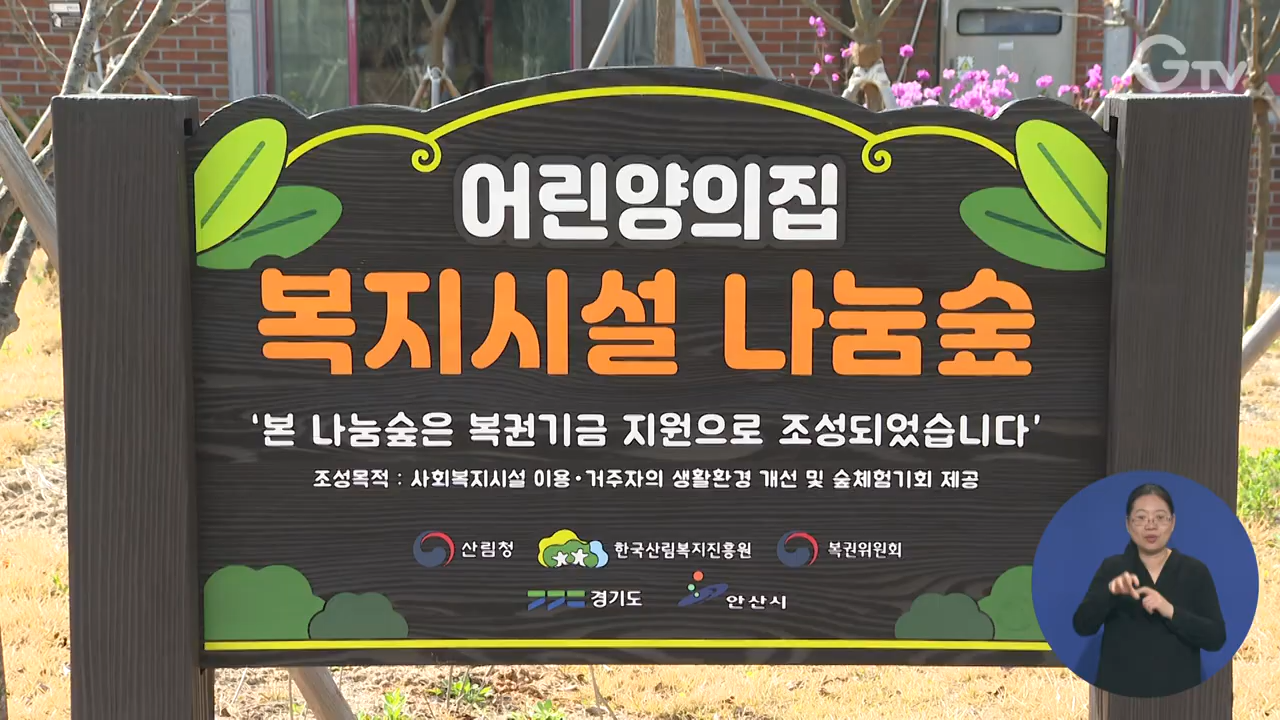 GTV
어린양의집
복지시설 나눔숲
'본 나눔숲은 복권기금 지원으로 조성되었습니다'
조성목적 : 사회복지시설 이용·거주자의 생활환경 개선 및 숲체험기회 제공
산림청 한국산림복지진흥원 복권위원회
경기도 안산시